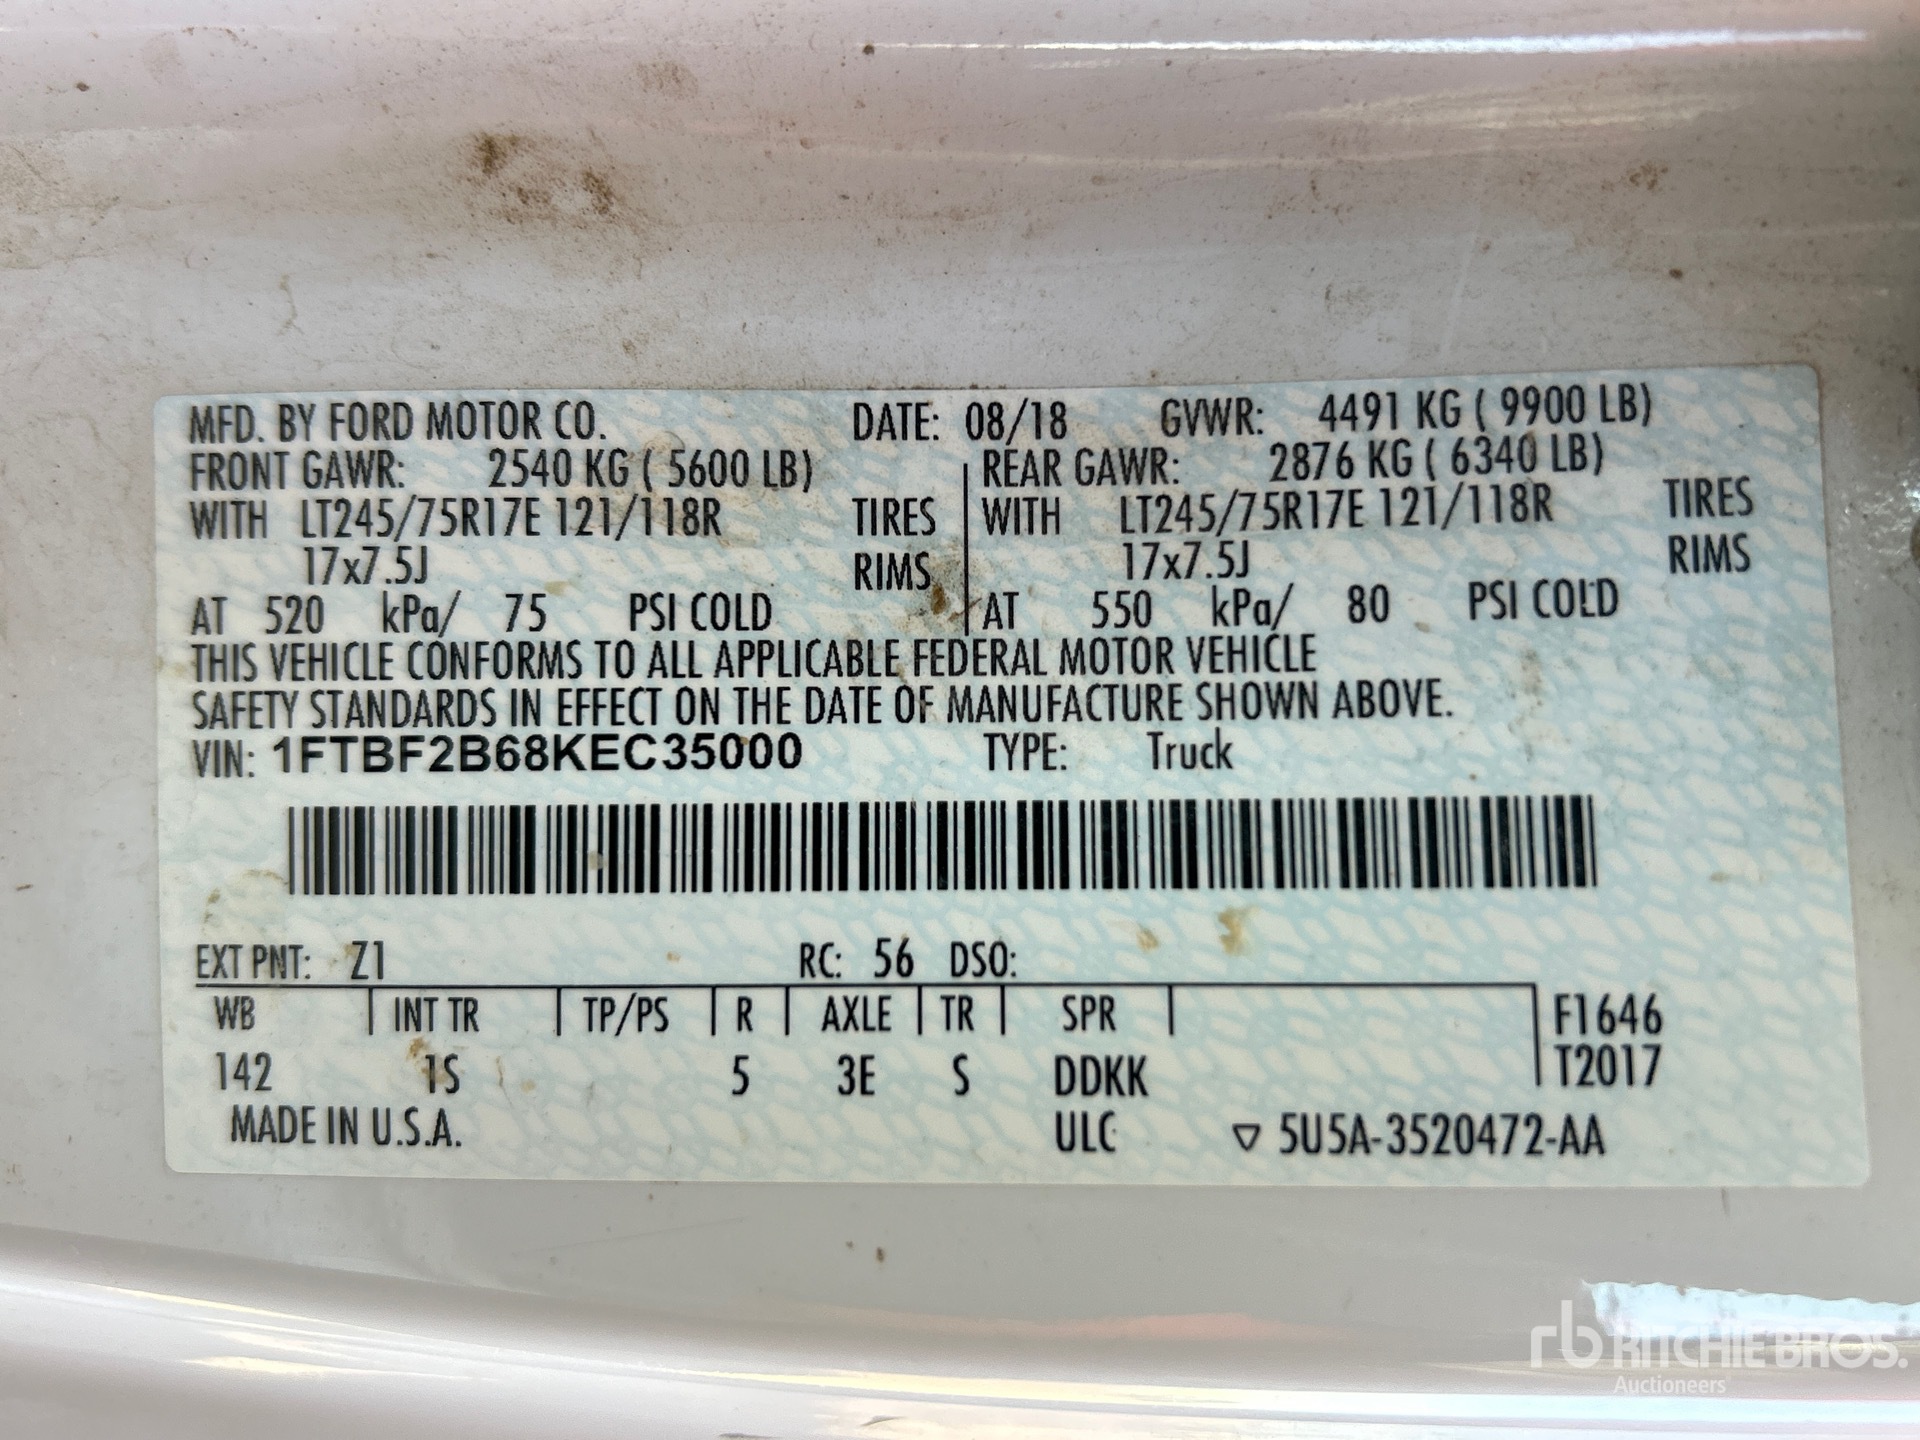 MFD. BY FORD MOTOR CO. DATE: 08/18 GVWR: 4491 KG ( 9900 LB)
FRONT GAWR: 2540 KG ( 5600 LB) REAR GAWR: 2876 KG ( 6340 LB)
WITH LT245/75R17E 121/118R TIRES WITH LT245/75R17E 121/118R TIRES
17x7.5J RIMS 17x7.5J RIMS
AT 520 kPa/ 75 PSI COLD AT 550 kPa/ 80 PSI COLD
THIS VEHICLE CONFORMS TO ALL APPLICABLE FEDERAL MOTOR VEHICLE
SAFETY STANDARDS IN EFFECT ON THE DATE OF MANUFACTURE SHOWN ABOVE.
VIN: 1FTBF2B68KEC35000 TYPE: Truck
EXT PNT: Z1 RC: 56 DSO:
WB INT TR TP/PS R AXLE TR SPR F1646
142 1S 5 3E S DDKK T2017
MADE IN U.S.A. ULC ▽ 5U5A-3520472-AA
rb RITCHIE BROS.
Auctioneers